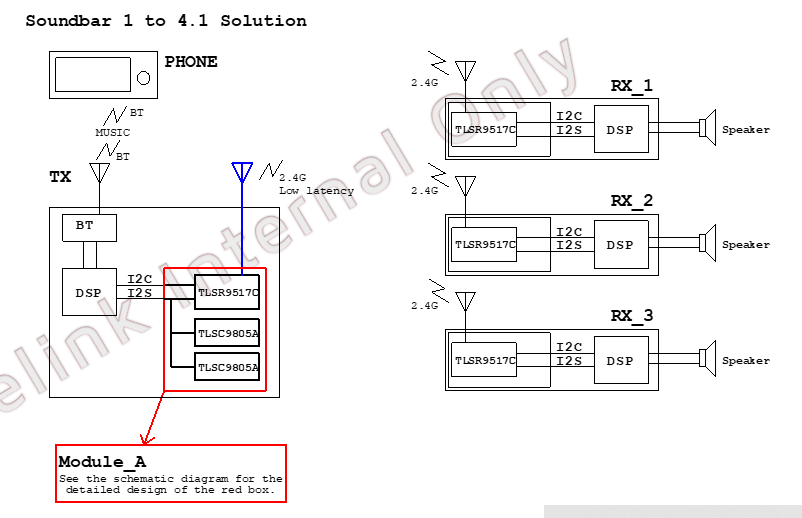 Soundbar 1 to 4.1 Solution
PHONE
BT
MUSIC
BT
TX
2.4G
Low latency
BT
DSP
I2C
I2S
TLSR9517C
TLSC9805A
TLSC9805A
Module_A
See the schematic diagram for the
detailed design of the red box.
2.4G
RX_1
TLSR9517C
I2C
I2S
DSP
Speaker
2.4G
RX_2
TLSR9517C
I2C
I2S
DSP
Speaker
2.4G
RX_3
TLSR9517C
I2C
I2S
DSP
Speaker
elink Internal Only